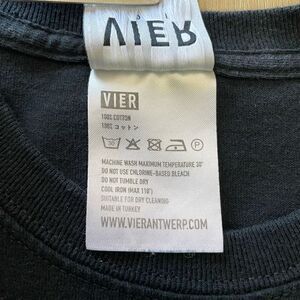 VIER
VIER
100% COTTON
100% コットン
30°
MACHINE WASH MAXIMUM TEMPERATURE 30°
DO NOT USE CHLORINE-BASED BLEACH
DO NOT TUMBLE DRY
COOL IRON (MAX 110°)
SUITABLE FOR DRY CLEANING
MADE IN TURKEY
WWW.VIERANTWERP.COM